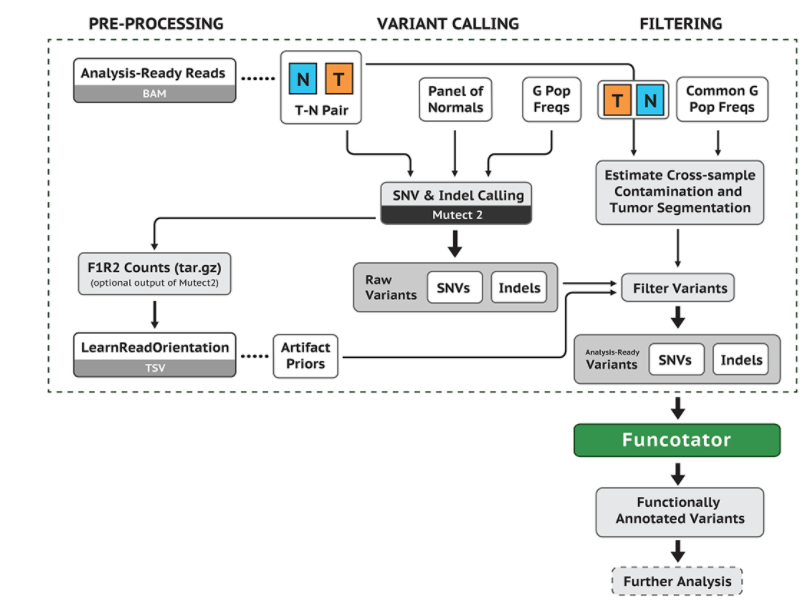 PRE-PROCESSING
VARIANT CALLING
FILTERING
Analysis-Ready Reads
BAM
N T
T-N Pair
Panel of
Normals
G Pop
Freqs
T N
Common G
Pop Freqs
SNV & Indel Calling
Mutect 2
Estimate Cross-sample
Contamination and
Tumor Segmentation
F1R2 Counts (tar.gz)
(optional output of Mutect2)
Raw
Variants
SNVs
Indels
Filter Variants
LearnReadOrientation
TSV
Artifact
Priors
Analysis-Ready
Variants
SNVs
Indels
Funcotator
Functionally
Annotated Variants
Further Analysis